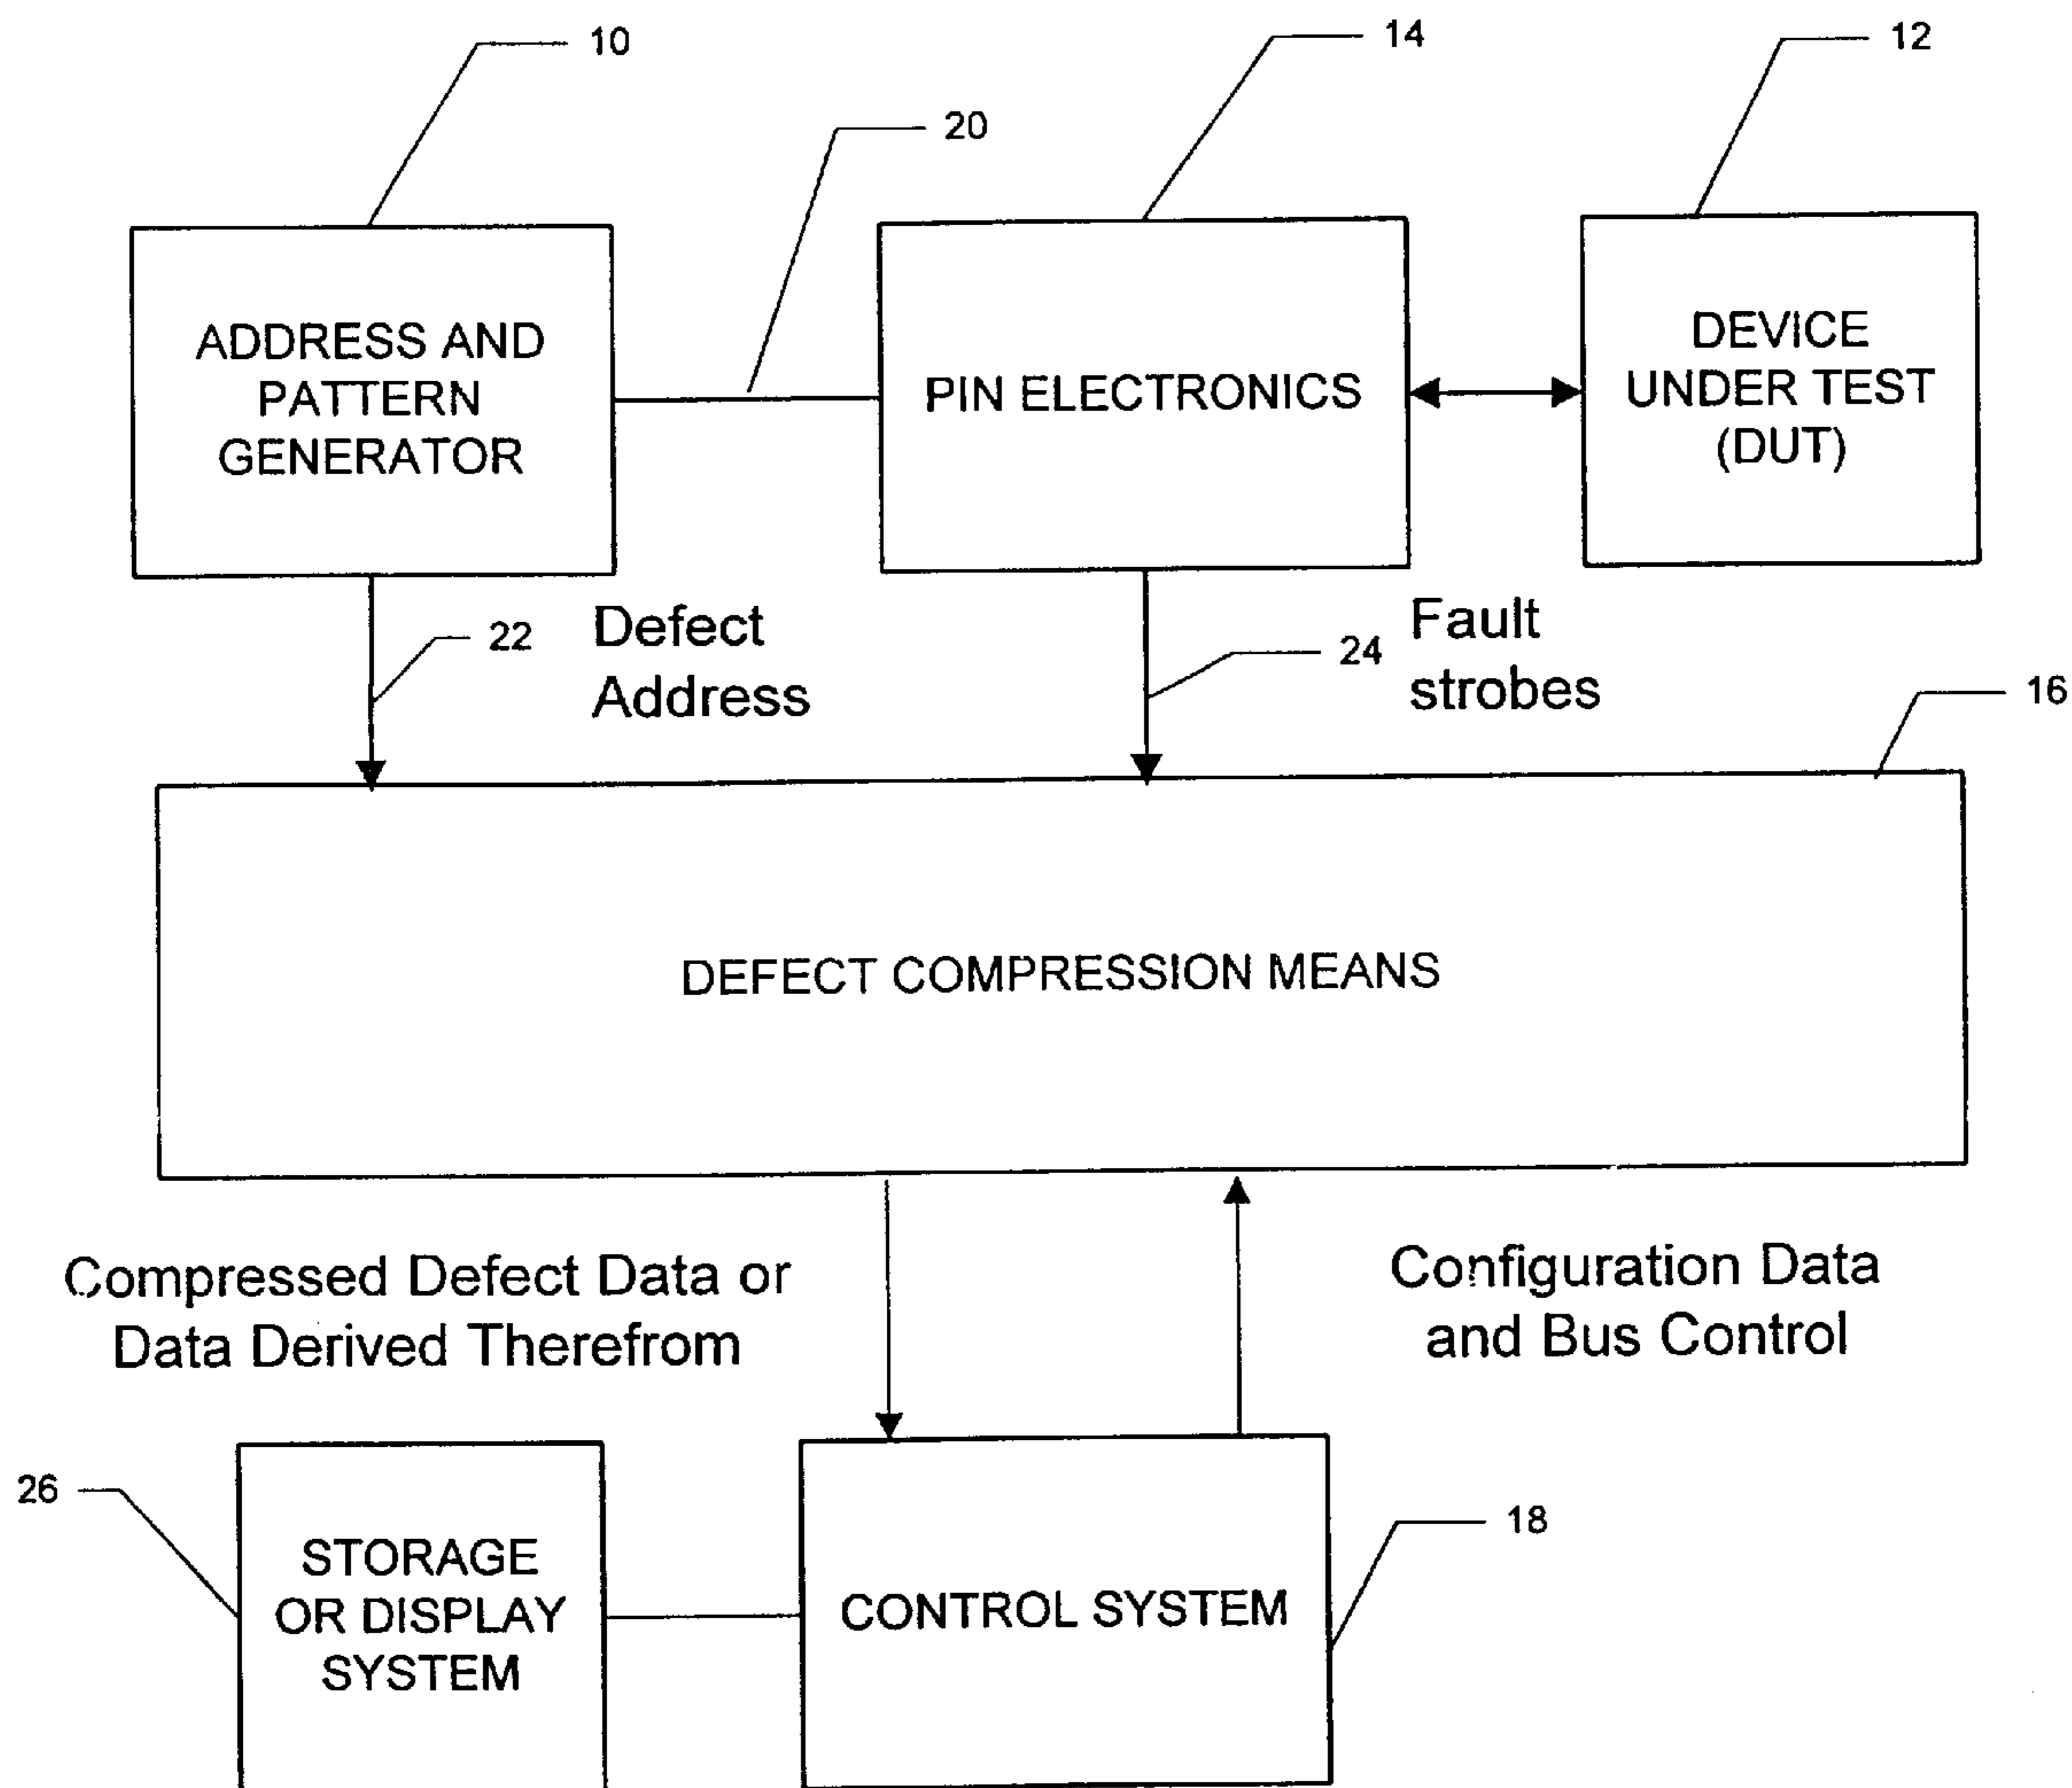 10
14
12
20
ADDRESS AND
PATTERN
GENERATOR
PIN ELECTRONICS
DEVICE
UNDER TEST
(DUT)
22
Defect
Address
24
Fault
strobes
16
DEFECT COMPRESSION MEANS
Compressed Defect Data or
Data Derived Therefrom
Configuration Data
and Bus Control
26
STORAGE
OR DISPLAY
SYSTEM
CONTROL SYSTEM
18